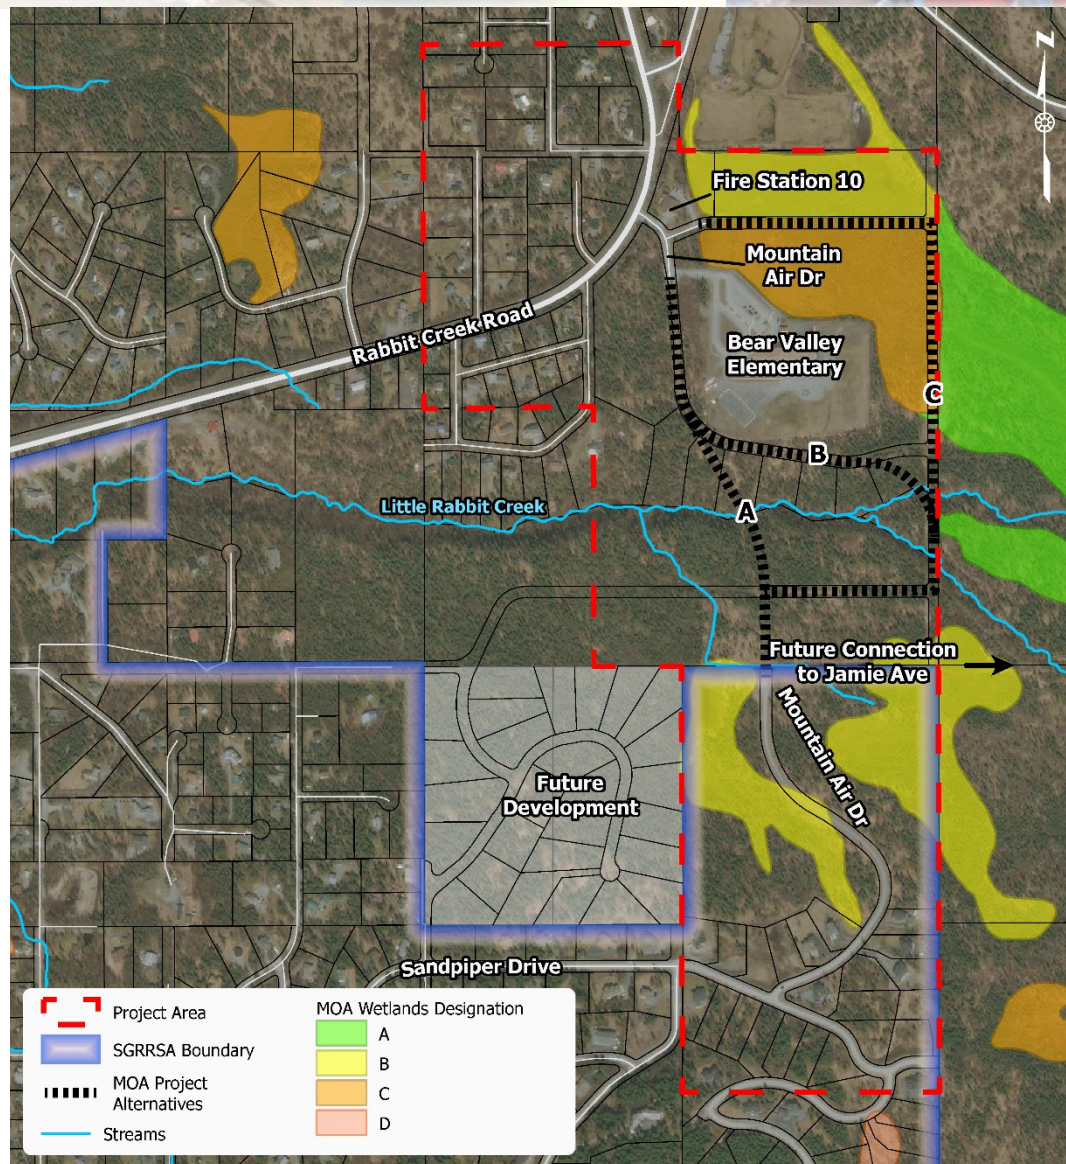 N
Fire Station 10
Mountain
Air Dr
Bear Valley
Elementary
Rabbit Creek Road
C
B
A
Little Rabbit Creek
Future Connection
to Jamie Ave
Mountain Air Dr
Future
Development
Sandpiper Drive
Project Area
SGRRSA Boundary
MOA Project
Alternatives
Streams
MOA Wetlands Designation
A
B
C
D